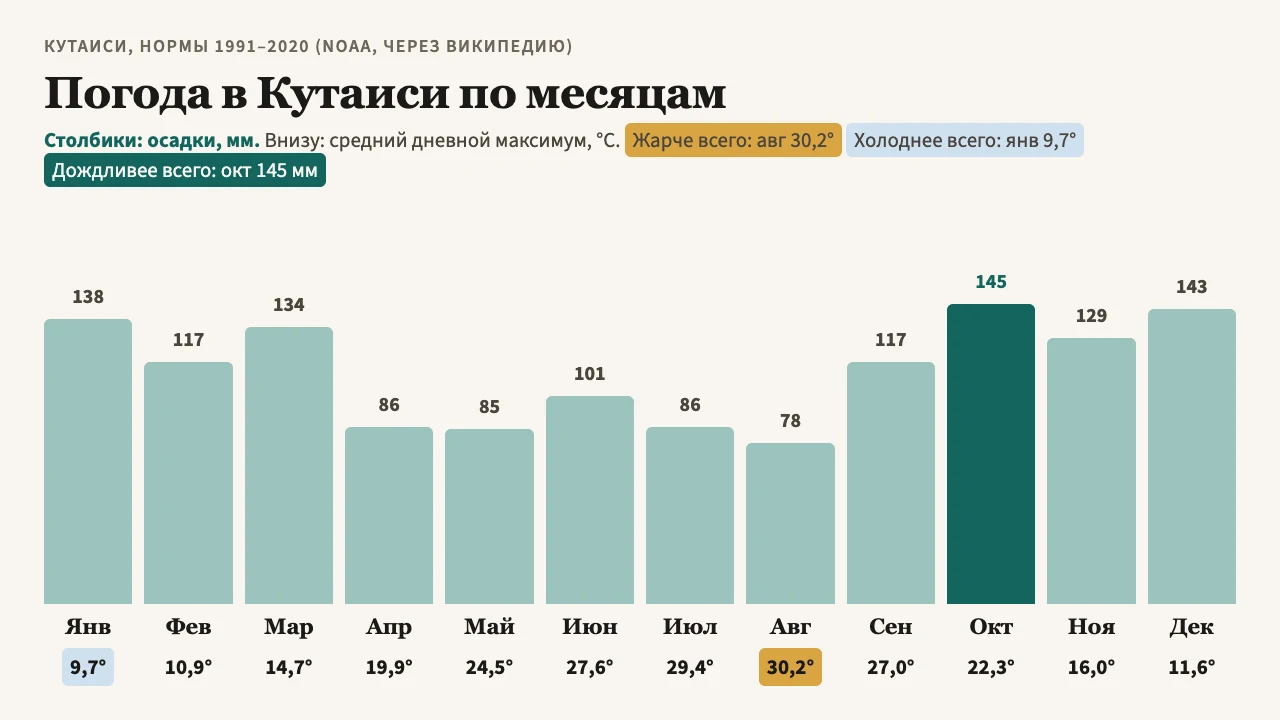 КУТАИСИ, НОРМЫ 1991–2020 (NOAA, ЧЕРЕЗ ВИКИПЕДИЮ)
Погода в Кутаиси по месяцам
Столбики: осадки, мм. Внизу: средний дневной максимум, °C. Жарче всего: авг 30,2° Холоднее всего: янв 9,7°
Дождливее всего: окт 145 мм
138 117 134 86 85 101 86 78 117 145 129 143
Янв Фев Мар Апр Май Июн Июл Авг Сен Окт Ноя Дек
9,7° 10,9° 14,7° 19,9° 24,5° 27,6° 29,4° 30,2° 27,0° 22,3° 16,0° 11,6°